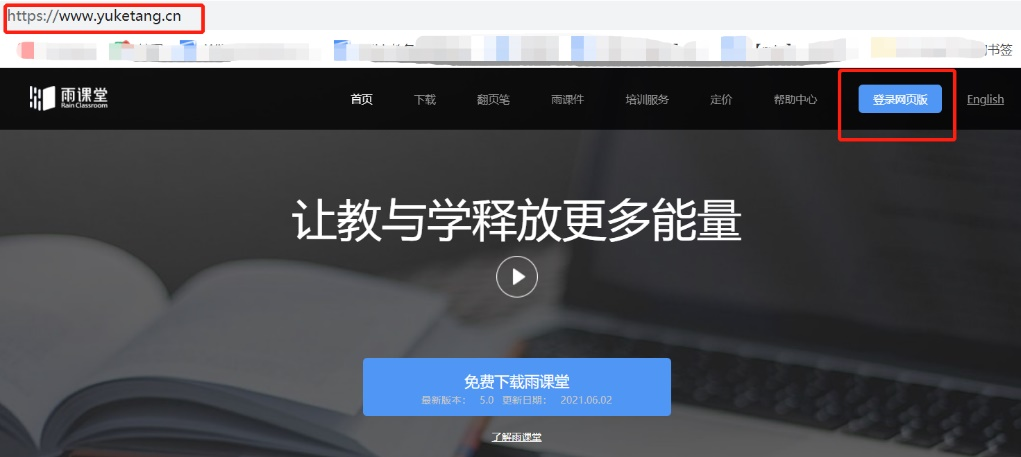 https://www.yuketang.cn
书签
雨课堂
Rain Classroom
首页 下载 翻页笔 雨课件 培训服务 定价 帮助中心 登录网页版 English
让教与学释放更多能量
免费下载雨课堂
最新版本: 5.0 更新日期: 2021.06.02
了解雨课堂